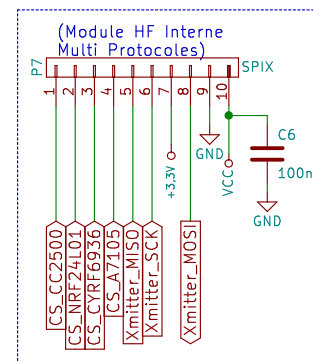 (Module HF Interne
Multi Protocoles)
P7
SPIX
1
2
3
4
5
6
7
8
9
10
+3,3V
GND
VCC
C6
100n
GND
CS_CC2500
CS_NRF24L01
CS_CYRF6936
CS_A7105
Xmitter_MISO
Xmitter_SCK
Xmitter_MOSI